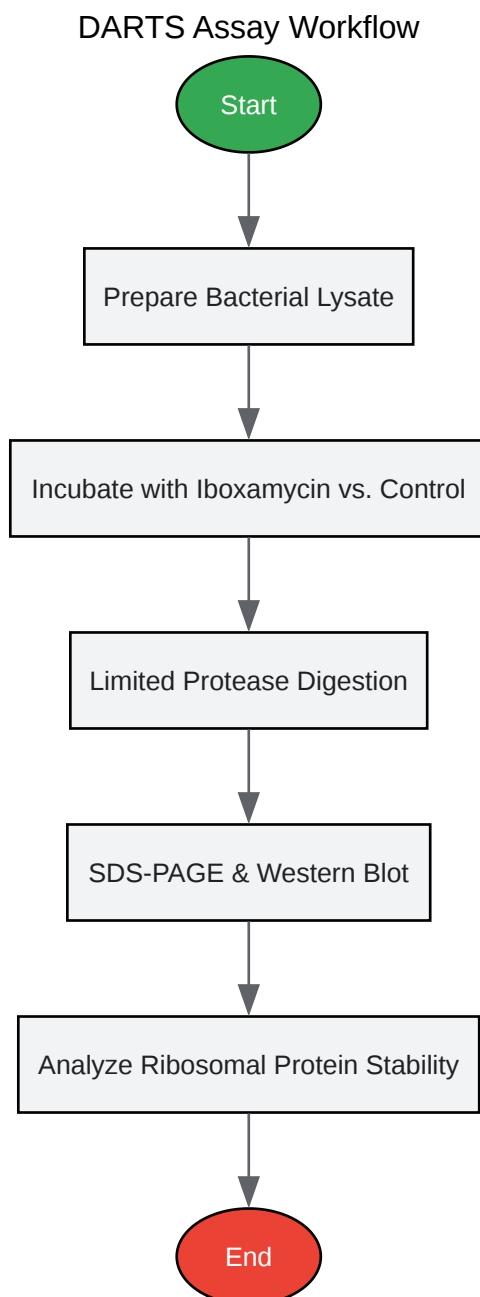 DARTS Assay Workflow
Start
Prepare Bacterial Lysate
Incubate with Iboxamycin vs. Control
Limited Protease Digestion
SDS-PAGE & Western Blot
Analyze Ribosomal Protein Stability
End